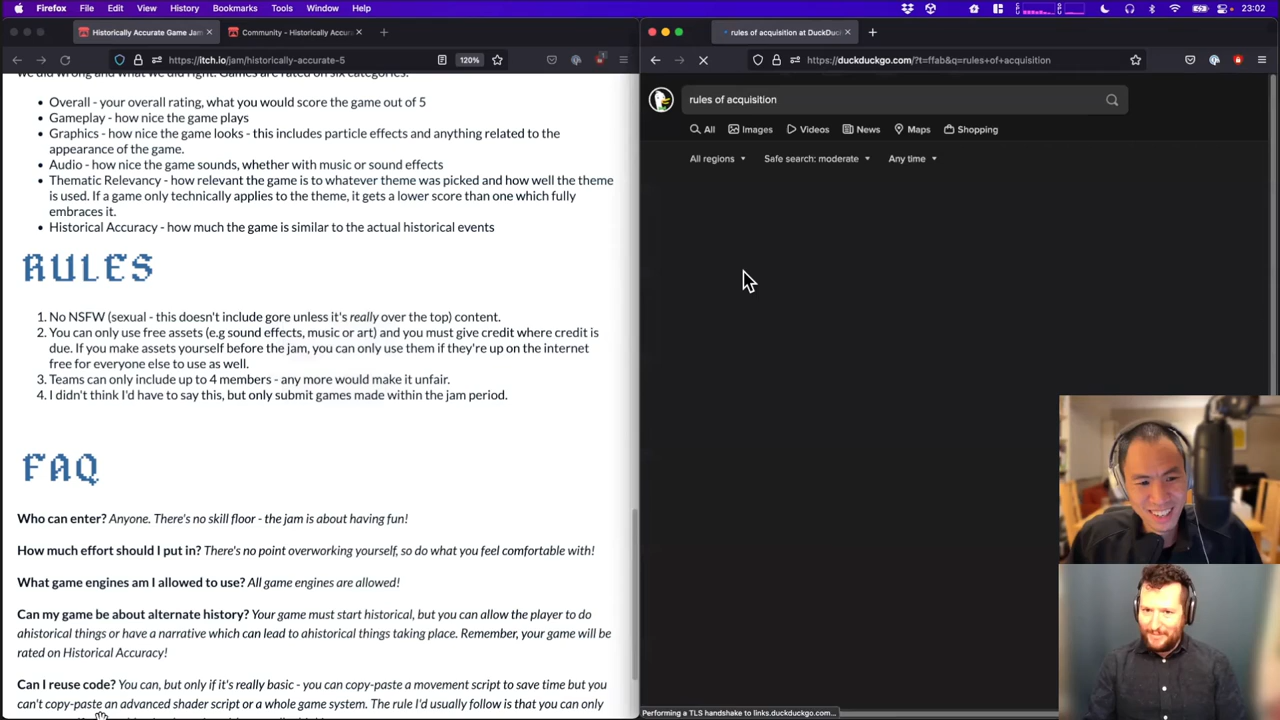 Firefox File Edit View History Bookmarks Tools Window Help 23:02
Historically Accurate Game Jam
Community - Historically Accura
https://itch.io/jam/historically-accurate-5
120%
we did wrong and what we did right. Games are rated on six categories.
Overall - your overall rating, what you would score the game out of 5
Gameplay - how nice the game plays
Graphics - how nice the game looks - this includes particle effects and anything related to the
appearance of the game.
Audio - how nice the game sounds, whether with music or sound effects
Thematic Relevancy - how relevant the game is to whatever theme was picked and how well the theme
is used. If a game only technically applies to the theme, it gets a lower score than one which fully
embraces it.
Historical Accuracy - how much the game is similar to the actual historical events
RULES
1. No NSFW (sexual - this doesn't include gore unless it's really over the top) content.
2. You can only use free assets (e.g sound effects, music or art) and you must give credit where credit is
due. If you make assets yourself before the jam, you can only use them if they're up on the internet
free for everyone else to use as well.
3. Teams can only include up to 4 members - any more would make it unfair.
4. I didn't think I'd have to say this, but only submit games made within the jam period.
FAQ
Who can enter? Anyone. There's no skill floor - the jam is about having fun!
How much effort should I put in? There's no point overworking yourself, so do what you feel comfortable with!
What game engines am I allowed to use? All game engines are allowed!
Can my game be about alternate history? Your game must start historical, but you can allow the player to do
ahistorical things or have a narrative which can lead to ahistorical things taking place. Remember, your game will be
rated on Historical Accuracy!
Can I reuse code? You can, but only if it's really basic - you can copy-paste a movement script to save time but you
can't copy-paste an advanced shader script or a whole game system. The rule I'd usually follow is that you can only
rules of acquisition at DuckDuc
https://duckduckgo.com/?t=ffab&q=rules+of+acquisition
rules of acquisition
All Images Videos News Maps Shopping
All regions Safe search: moderate Any time
Performing a TLS handshake to links.duckduckgo.com...